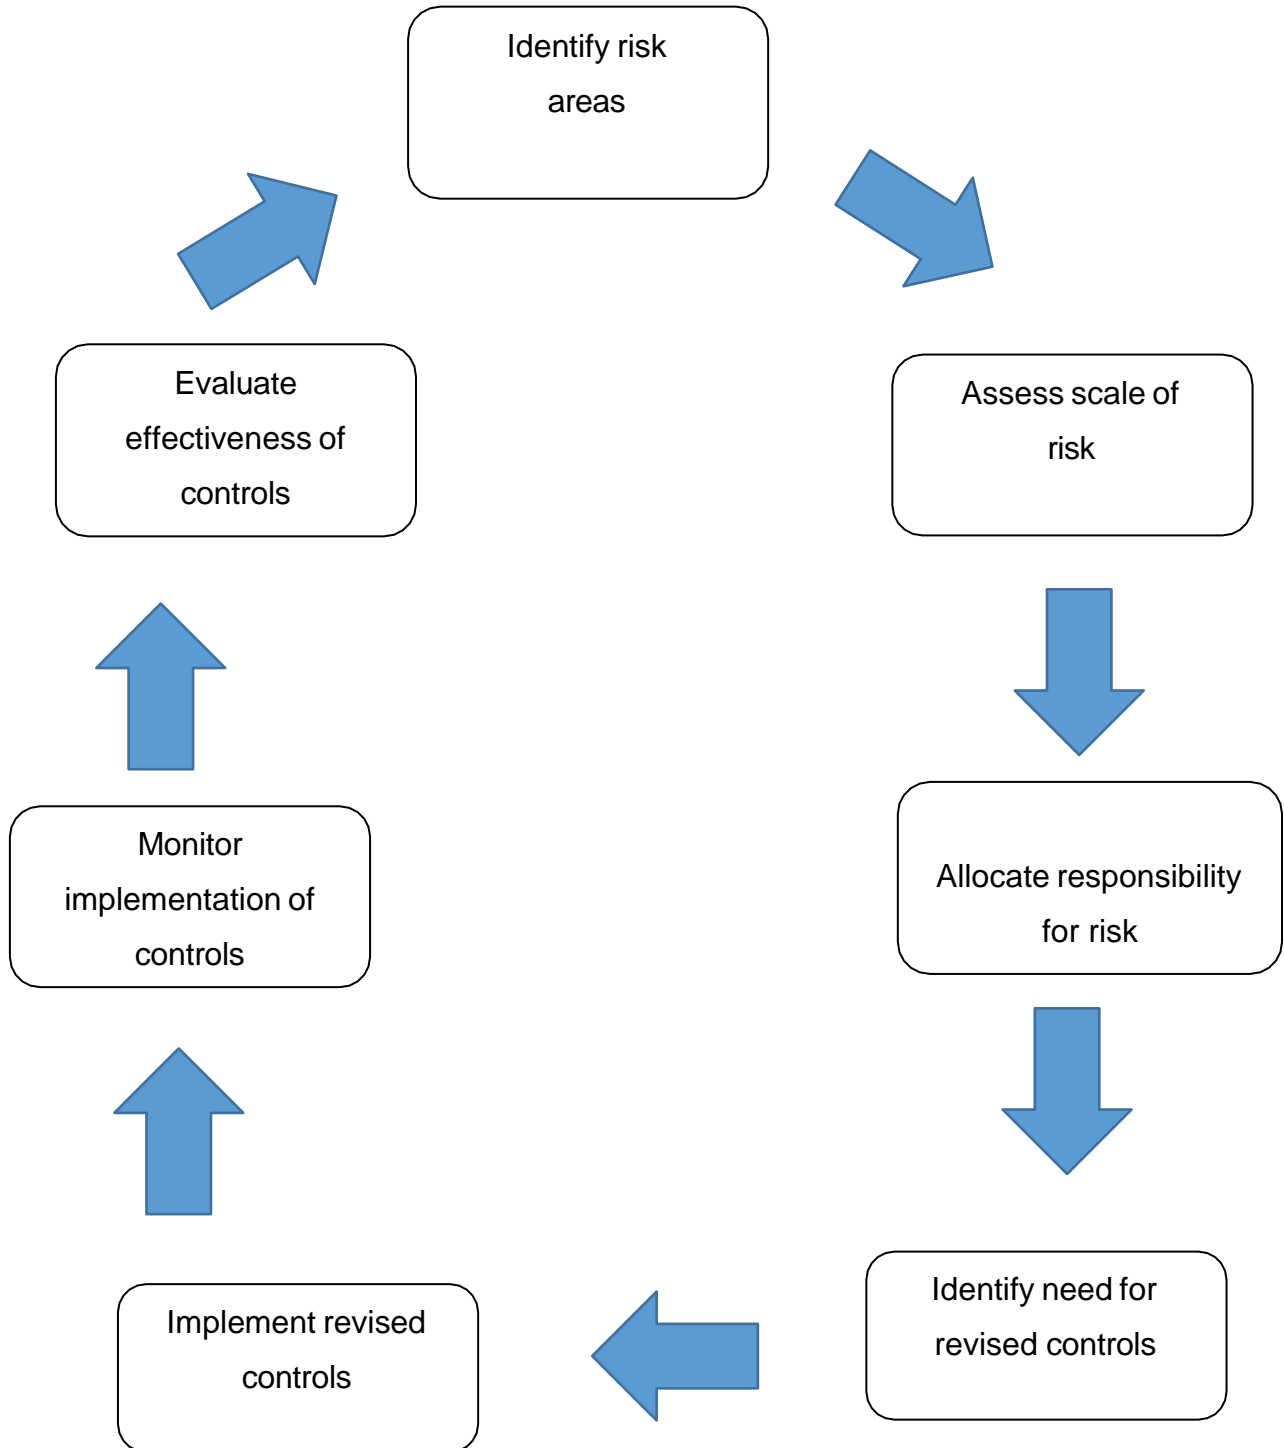 Identify risk
areas
Assess scale of
risk
Allocate responsibility
for risk
Identify need for
revised controls
Implement revised
controls
Monitor
implementation of
controls
Evaluate
effectiveness of
controls